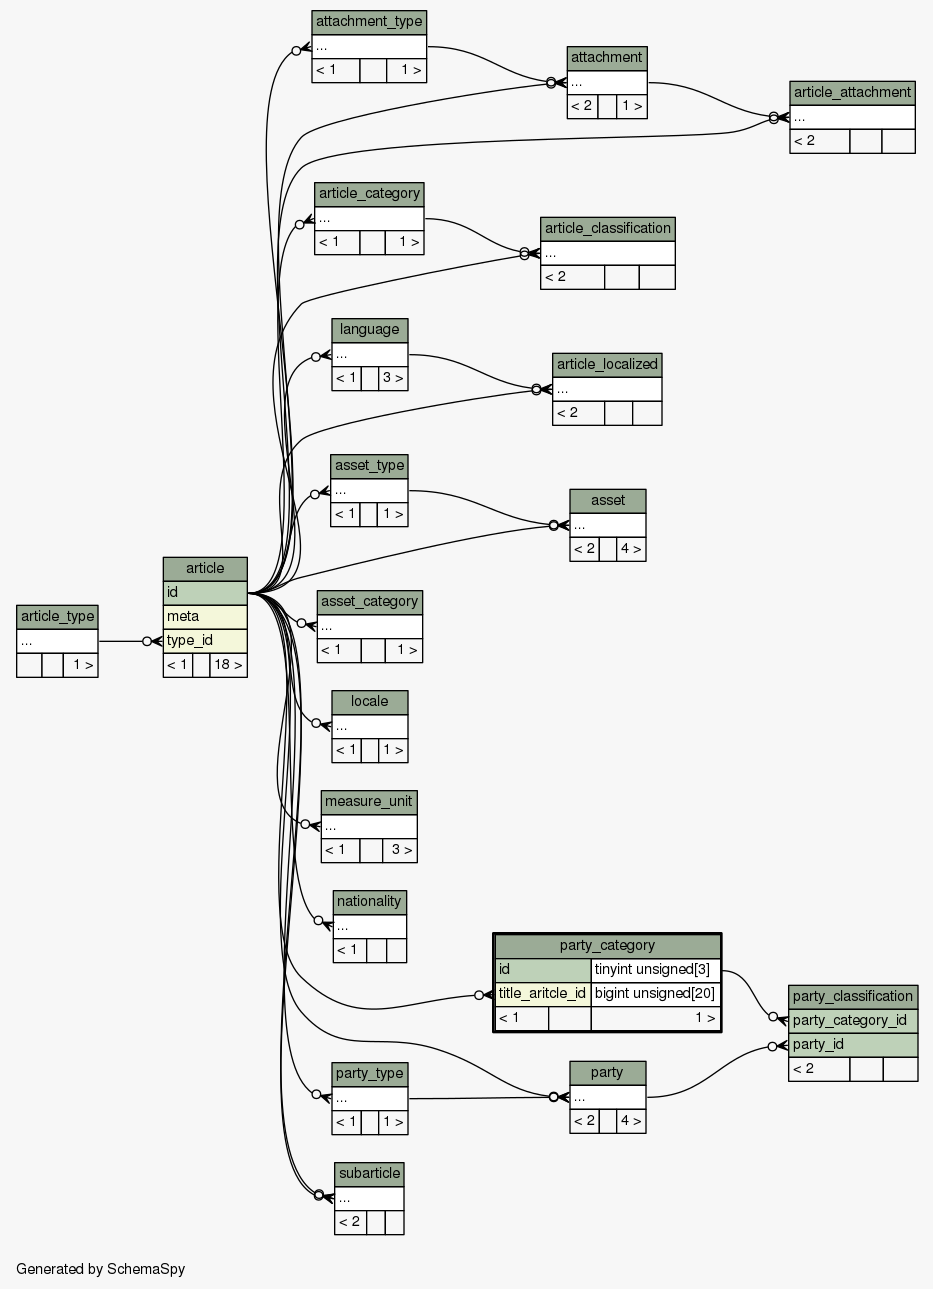 attachment_type
...
< 1 1 >
attachment
...
< 2 1 >
article_attachment
...
< 2
article_category
...
< 1 1 >
article_classification
...
< 2
language
...
< 1 3 >
article_localized
...
< 2
asset_type
...
< 1 1 >
asset
...
< 2 4 >
article
id
meta
type_id
< 1 18 >
article_type
...
1 >
asset_category
...
< 1 1 >
locale
...
< 1 1 >
measure_unit
...
< 1 3 >
nationality
...
< 1
party_category
id tinyint unsigned[3]
title_aritcle_id bigint unsigned[20]
< 1 1 >
party_classification
party_category_id
party_id
< 2
party_type
...
< 1 1 >
party
...
< 2 4 >
subarticle
...
< 2
Generated by SchemaSpy